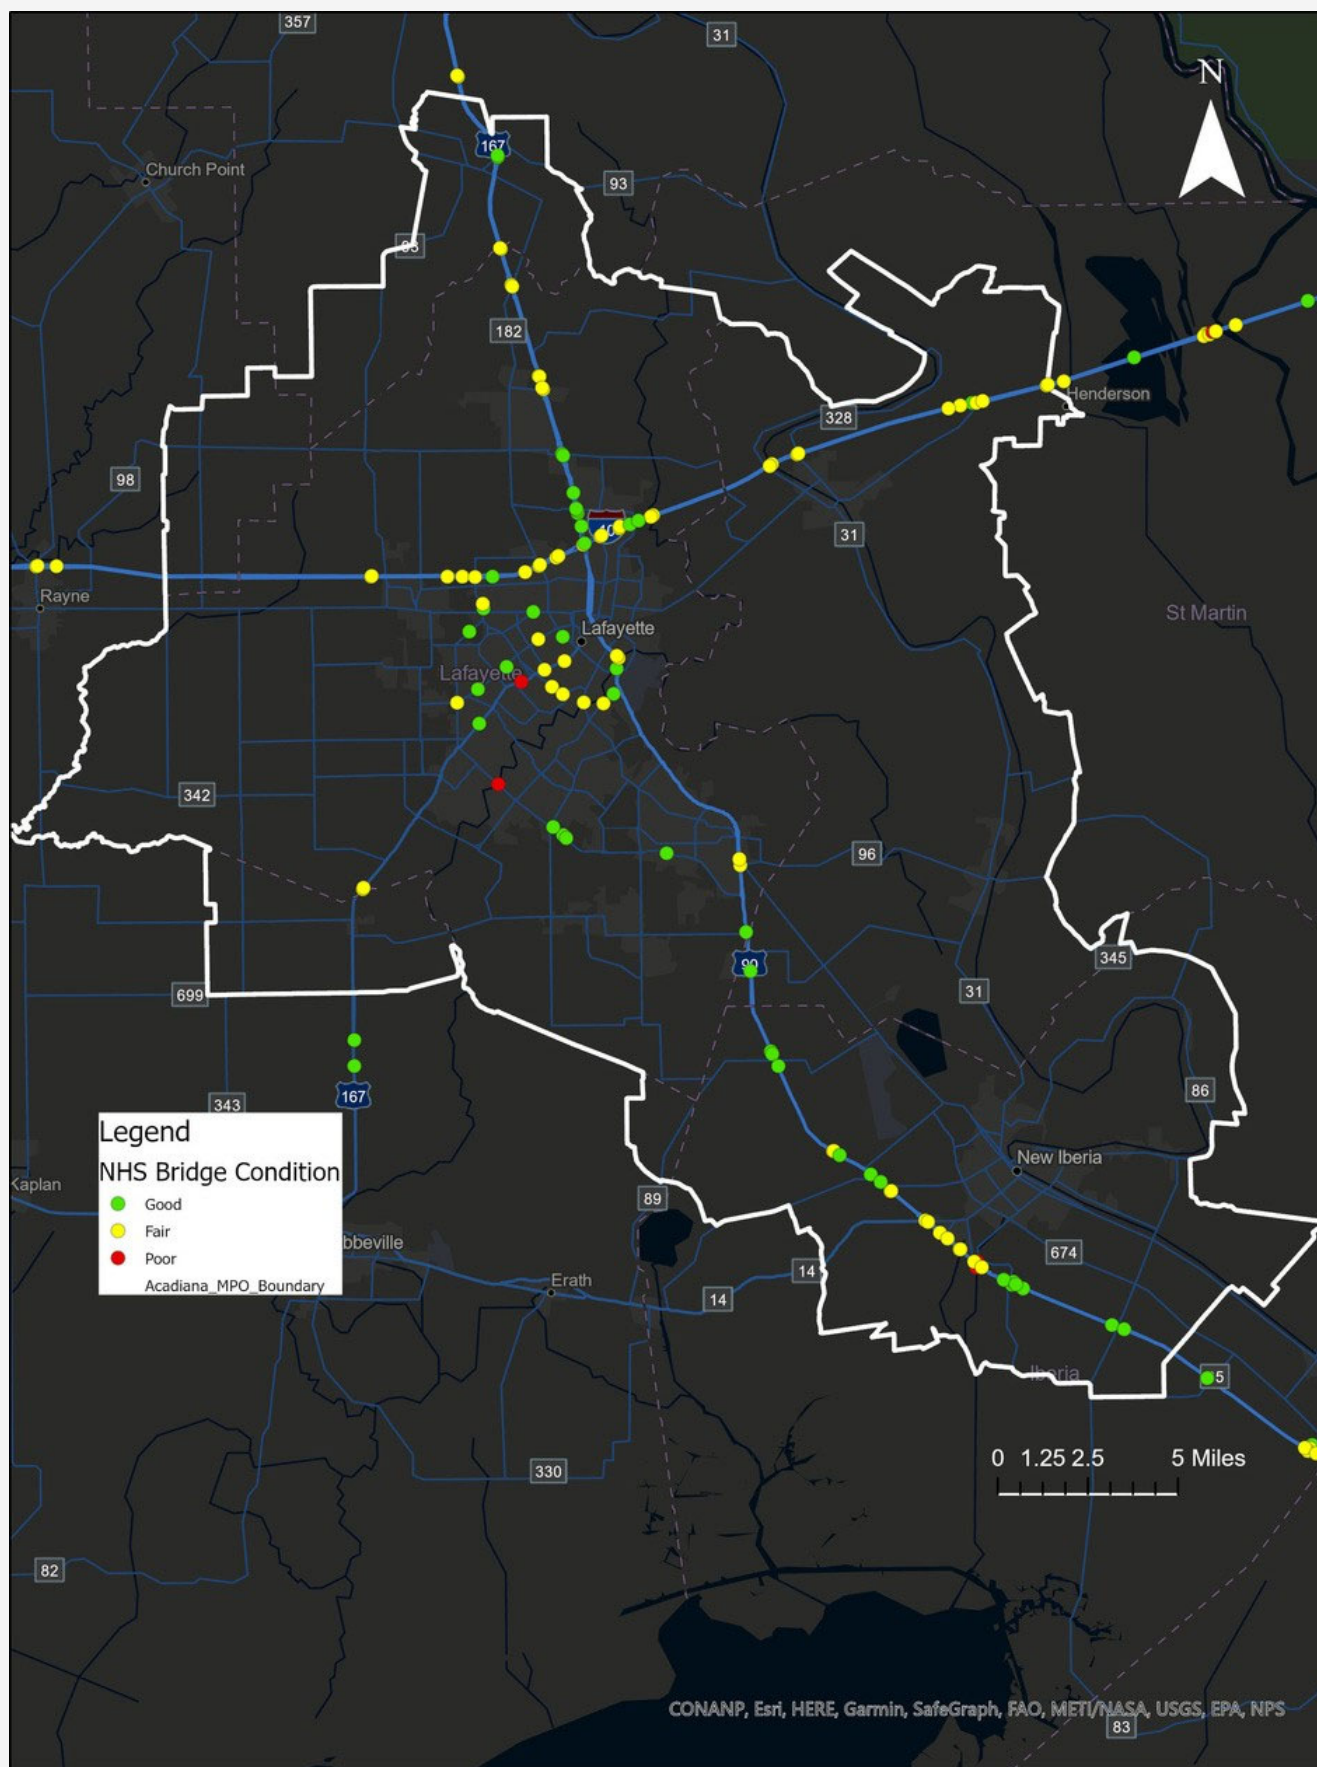 357
31
N
167
Church Point
93
93
182
Henderson
328
98
31
Rayne
Lafayette
St Martin
Lafayette
342
96
90
345
699
31
86
167
343
Legend
NHS Bridge Condition
Good
Fair
Poor
Acadiana_MPO_Boundary
Kaplan
New Iberia
89
bbeville
674
14
Erath
14
Iberia
0 1.25 2.5 5 Miles
330
82
CONANP, Esri, HERE, Garmin, SafeGraph, FAO, METI/NASA, USGS, EPA, NPS
83